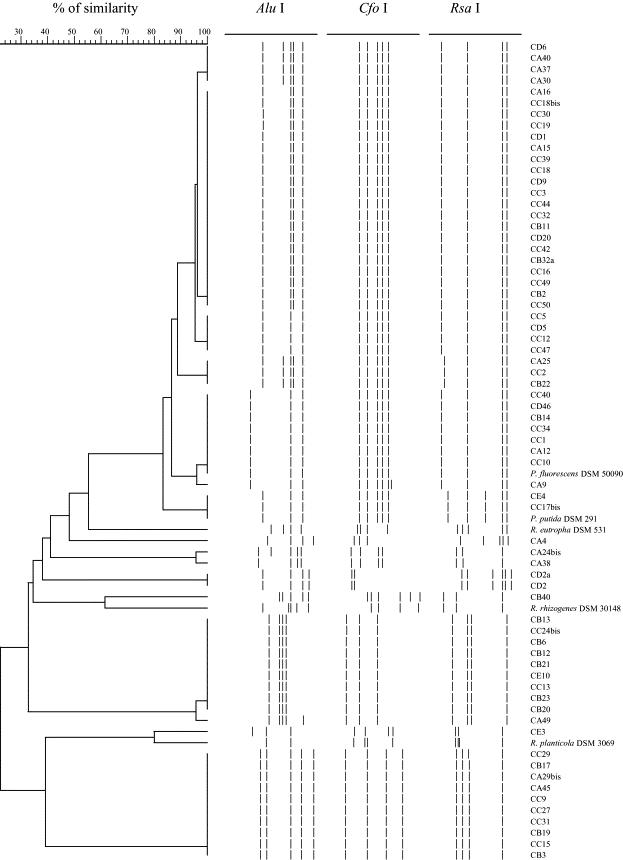 % of similarity Alu I Cfo I Rsa I
30 40 50 60 70 80 90 100
CD6
CA40
CA37
CA30
CA16
CC18bis
CC30
CC19
CD1
CA15
CC39
CC18
CD9
CC3
CC44
CC32
CB11
CD20
CC42
CB32a
CC16
CC49
CB2
CC50
CC5
CD5
CC12
CC47
CA25
CC2
CB22
CC40
CD46
CB14
CC34
CC1
CA12
CC10
P. fluorescens DSM 50090
CA9
CE4
CC17bis
P. putida DSM 291
R. eutropha DSM 531
CA4
CA24bis
CA38
CD2a
CD2
CB40
R. rhizogenes DSM 30148
CB13
CC24bis
CB6
CB12
CB21
CE10
CC13
CB23
CB20
CA49
CE3
R. planticola DSM 3069
CC29
CB17
CA29bis
CA45
CC9
CC27
CC31
CB19
CC15
CB3